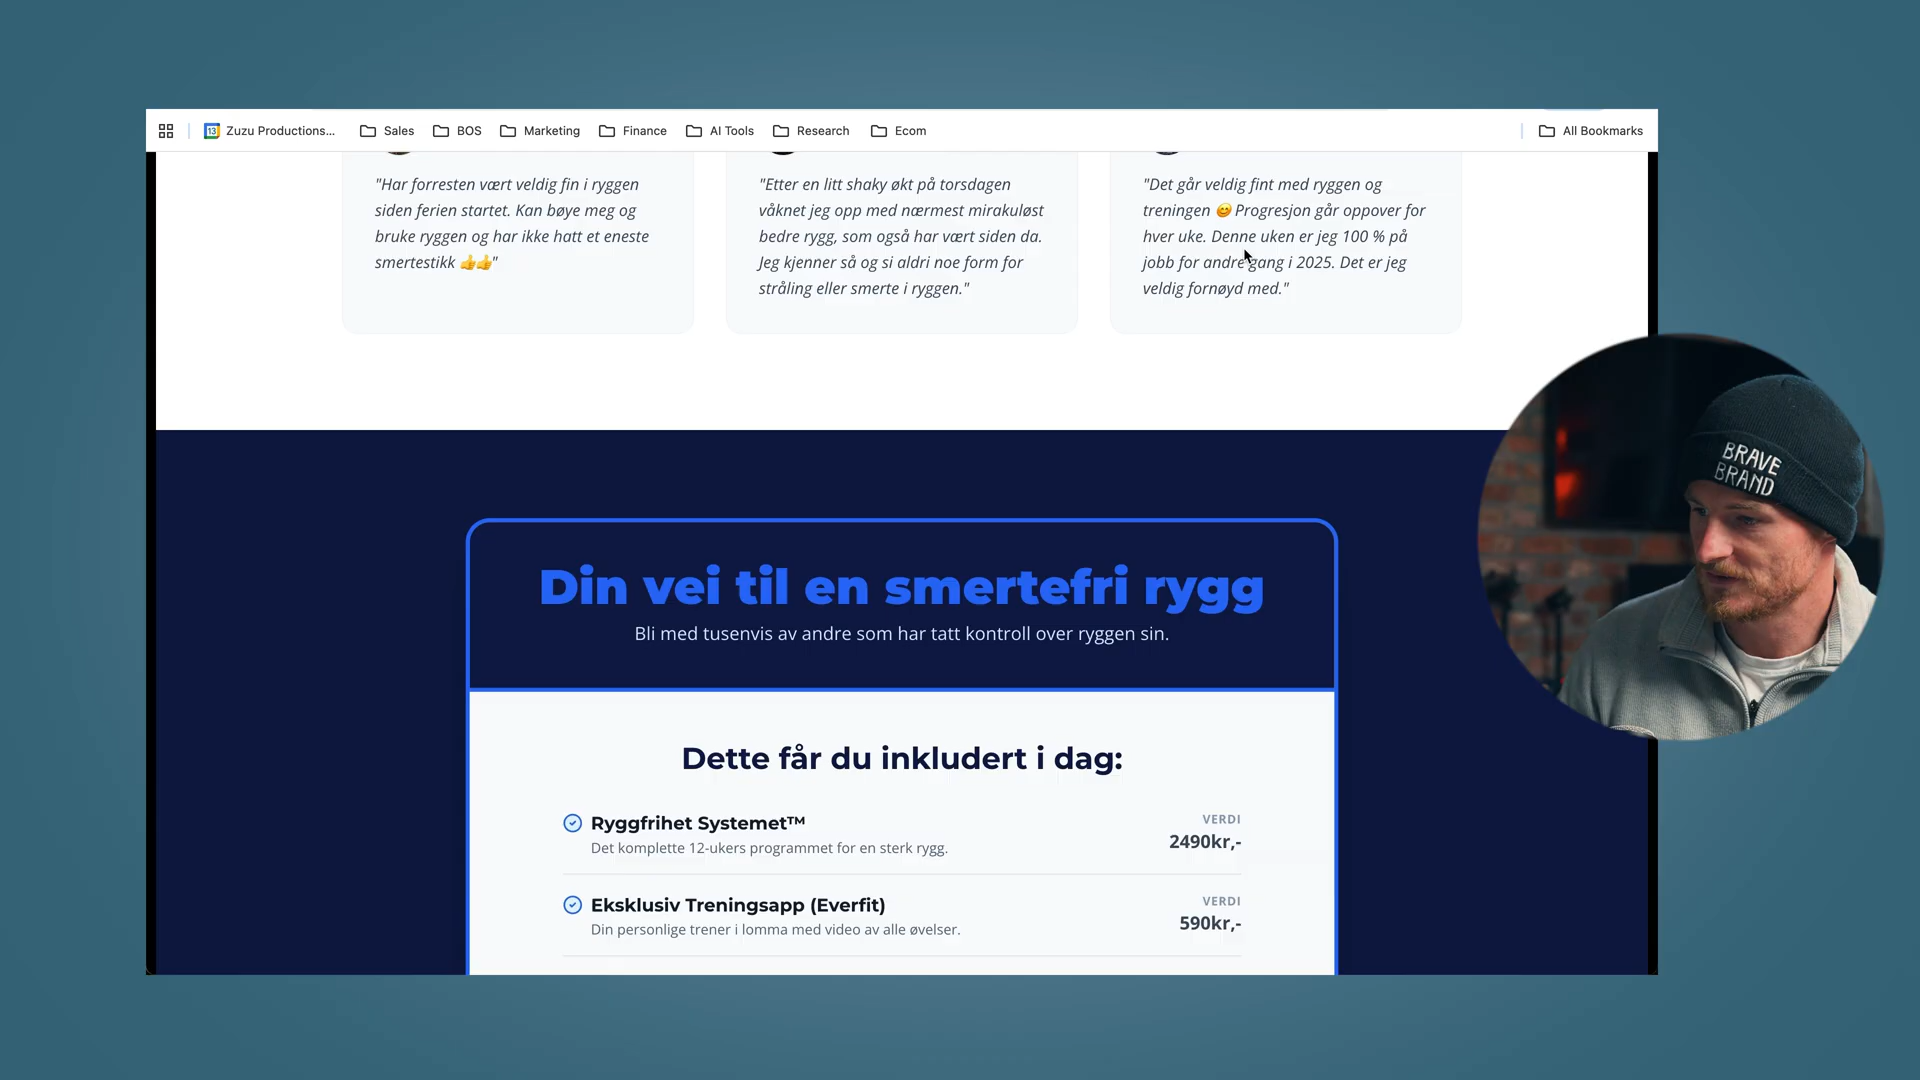 13 Zuzu Productions... Sales BOS Marketing Finance AI Tools Research Ecom All Bookmarks
"Har forresten vært veldig fin i ryggen
siden ferien startet. Kan bøye meg og
bruke ryggen og har ikke hatt et eneste
smertestikk 👍👍"
"Etter en litt shaky økt på torsdagen
våknet jeg opp med nærmest mirakuløst
bedre rygg, som også har vært siden da.
Jeg kjenner så og si aldri noe form for
stråling eller smerte i ryggen."
"Det går veldig fint med ryggen og
treningen 😊 Progresjon går oppover for
hver uke. Denne uken er jeg 100 % på
jobb for andre gang i 2025. Det er jeg
veldig fornøyd med."
BRAVE
BRAND
Din vei til en smertefri rygg
Bli med tusenvis av andre som har tatt kontroll over ryggen sin.
Dette får du inkludert i dag:
Ryggfrihet Systemet™
Det komplette 12-ukers programmet for en sterk rygg.
VERDI
2490kr,-
Eksklusiv Treningsapp (Everfit)
Din personlige trener i lomma med video av alle øvelser.
VERDI
590kr,-